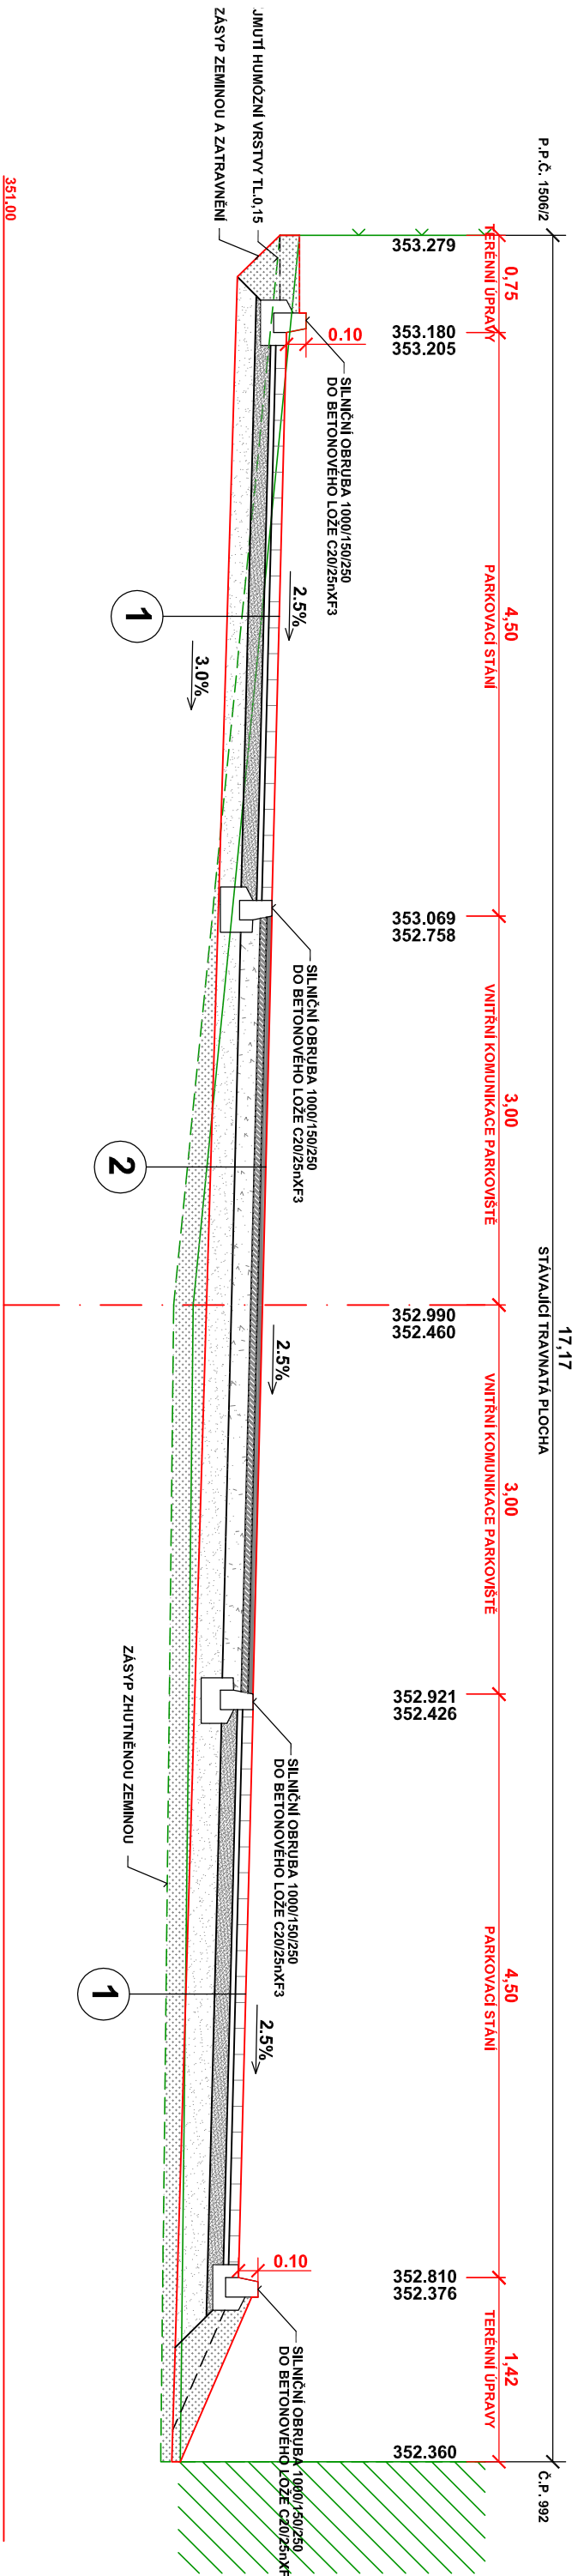 P.P.Č. 1506/2
17,17
STÁVAJÍCÍ TRAVNATÁ PLOCHA
Č.P. 992
0,75
TERÉNNÍ ÚPRAVY
4,50
PARKOVACÍ STÁNÍ
3,00
VNITŘNÍ KOMUNIKACE PARKOVIŠTĚ
3,00
VNITŘNÍ KOMUNIKACE PARKOVIŠTĚ
4,50
PARKOVACÍ STÁNÍ
1,42
TERÉNNÍ ÚPRAVY
353.279
353.180
353.205
353.069
352.758
352.990
352.460
352.921
352.426
352.810
352.376
352.360
JMUTÍ HUMÓZNÍ VRSTVY TL.0,15
ZÁSYP ZEMINOU A ZATRAVNĚNÍ
0.10
SILNIČNÍ OBRUBA 1000/150/250
DO BETONOVÉHO LOŽE C20/25nXF3
2.5%
1
3.0%
SILNIČNÍ OBRUBA 1000/150/250
DO BETONOVÉHO LOŽE C20/25nXF3
2
2.5%
SILNIČNÍ OBRUBA 1000/150/250
DO BETONOVÉHO LOŽE C20/25nXF3
ZÁSYP ZHUTNĚNOU ZEMINOU
1
2.5%
0.10
SILNIČNÍ OBRUBA 1000/150/250
DO BETONOVÉHO LOŽE C20/25nXF
351.00